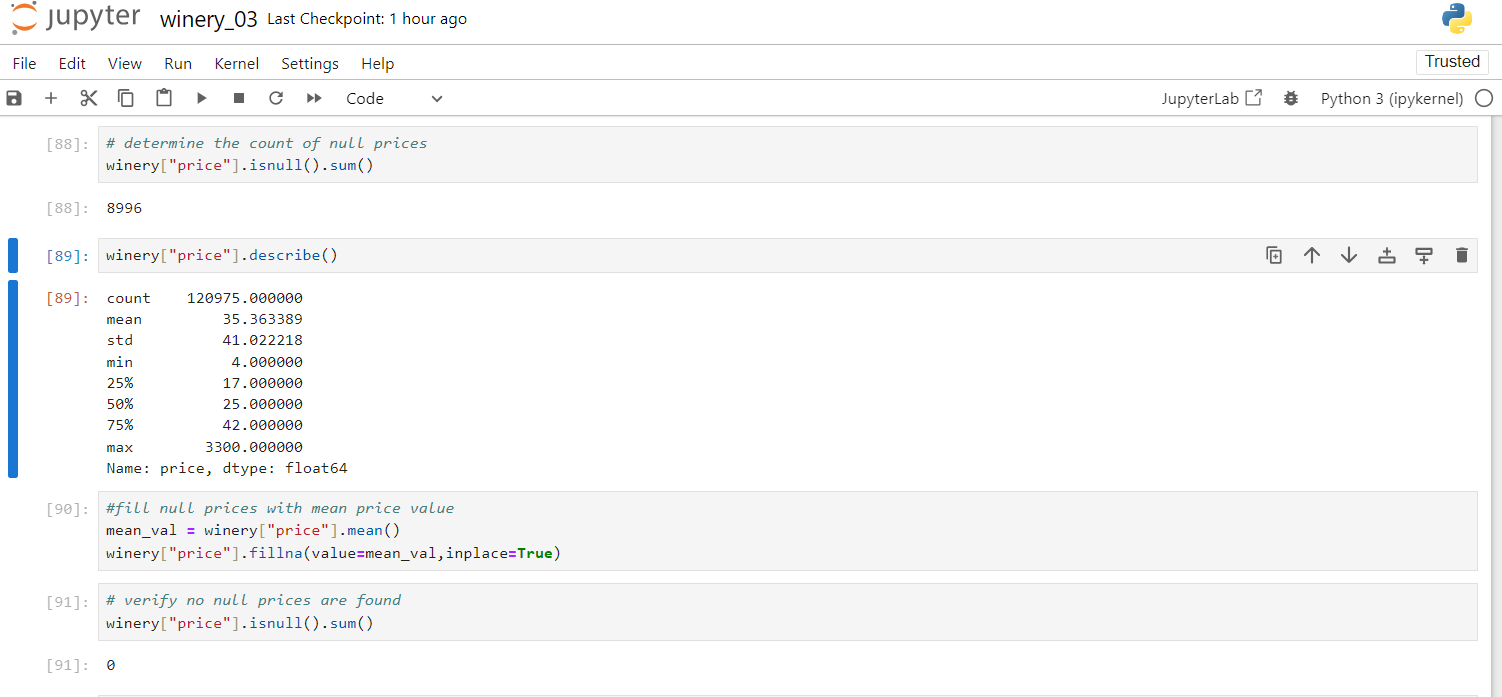 jupyter winery_03 Last Checkpoint: 1 hour ago
File Edit View Run Kernel Settings Help Trusted
Code JupyterLab Python 3 (ipykernel)
[88]: # determine the count of null prices
winery["price"].isnull().sum()
[88]: 8996
[89]: winery["price"].describe()
[89]: count 120975.000000
mean 35.363389
std 41.022218
min 4.000000
25% 17.000000
50% 25.000000
75% 42.000000
max 3300.000000
Name: price, dtype: float64
[90]: #fill null prices with mean price value
mean_val = winery["price"].mean()
winery["price"].fillna(value=mean_val,inplace=True)
[91]: # verify no null prices are found
winery["price"].isnull().sum()
[91]: 0